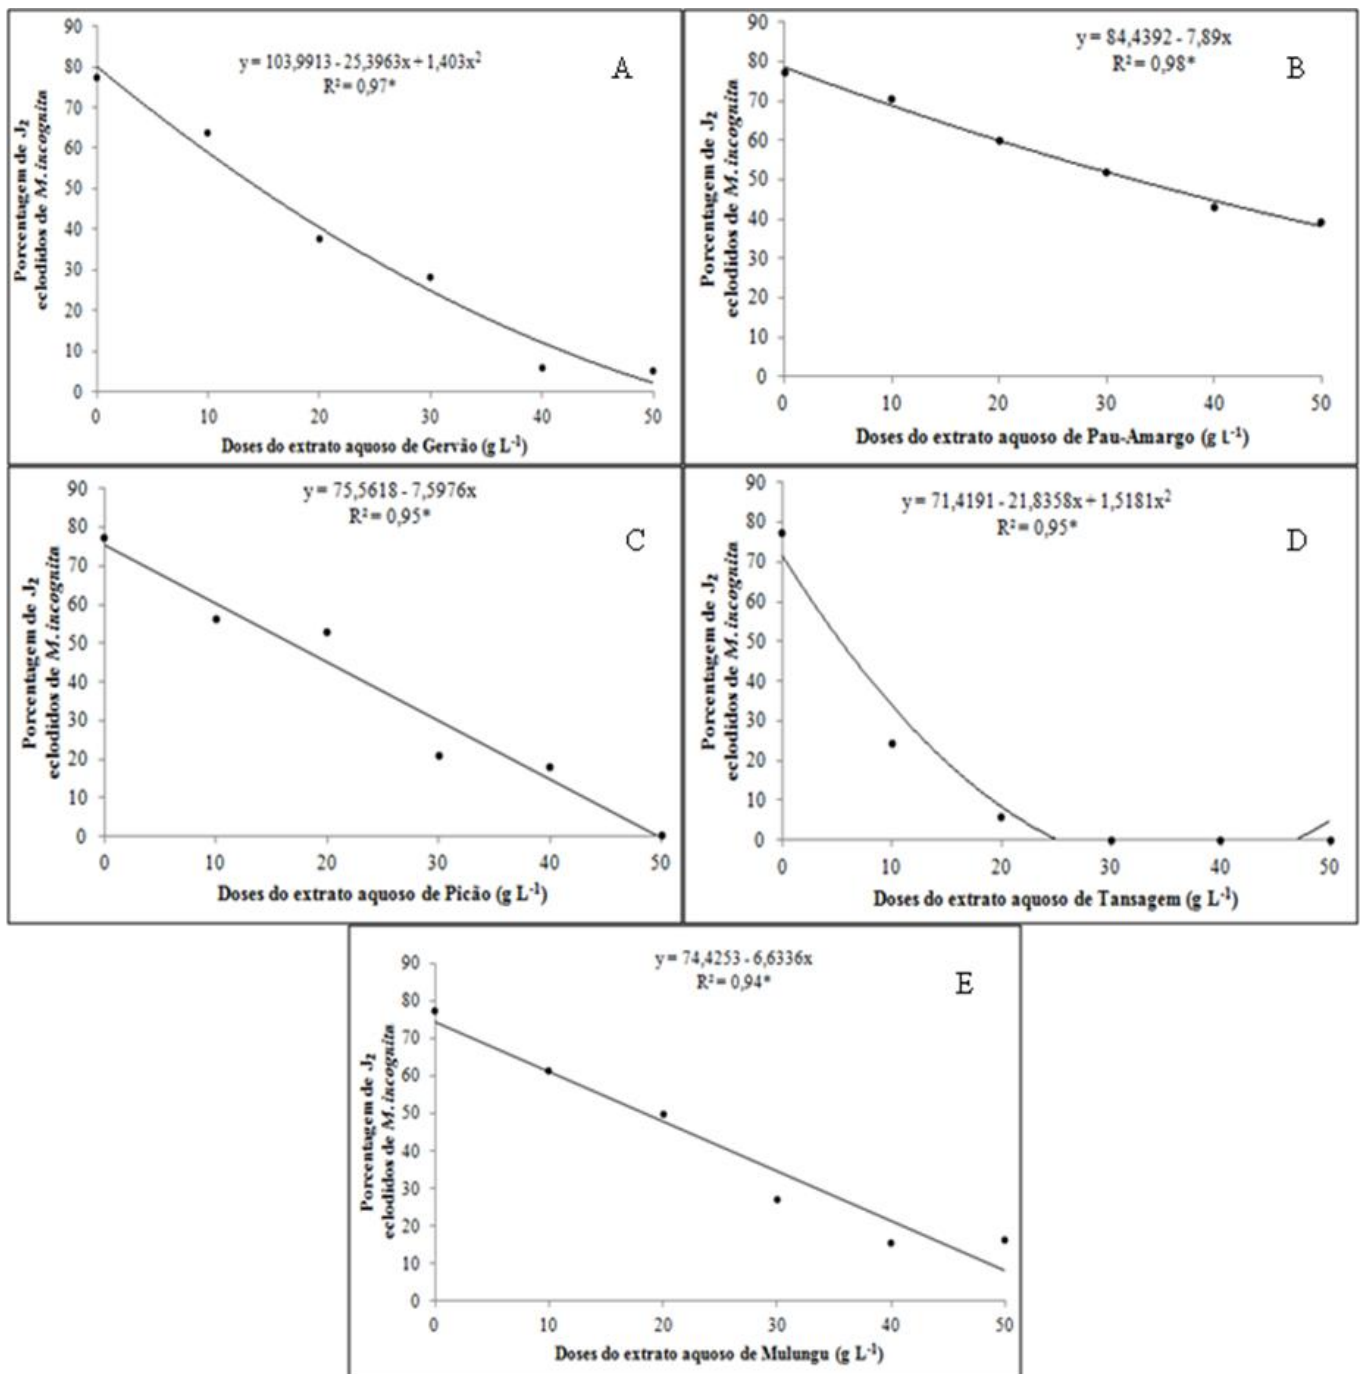 90
80
70
60
50
40
30
20
10
0
0 10 20 30 40 50
y = 103,9913 - 25,3963x + 1,403x²
R² = 0,97*
A
Porcentagem de J₂
eclodidos de M. incognita
Doses do extrato aquoso de Gervão (g L⁻¹)
90
80
70
60
50
40
30
20
10
0
0 10 20 30 40 50
y = 84,4392 - 7,89x
R² = 0,98*
B
Porcentagem de J₂
eclodidos de M. incognita
Doses do extrato aquoso de Pau-Amargo (g L⁻¹)
90
80
70
60
50
40
30
20
10
0
0 10 20 30 40 50
y = 75,5618 - 7,5976x
R² = 0,95*
C
Porcentagem de J₂
eclodidos de M. incognita
Doses do extrato aquoso de Picão (g L⁻¹)
90
80
70
60
50
40
30
20
10
0
0 10 20 30 40 50
y = 71,4191 - 21,8358x + 1,5181x²
R² = 0,95*
D
Porcentagem de J₂
eclodidos de M. incognita
Doses do extrato aquoso de Tansagem (g L⁻¹)
90
80
70
60
50
40
30
20
10
0
0 10 20 30 40 50
y = 74,4253 - 6,6336x
R² = 0,94*
E
Porcentagem de J₂
eclodidos de M. incognita
Doses do extrato aquoso de Mulungu (g L⁻¹)